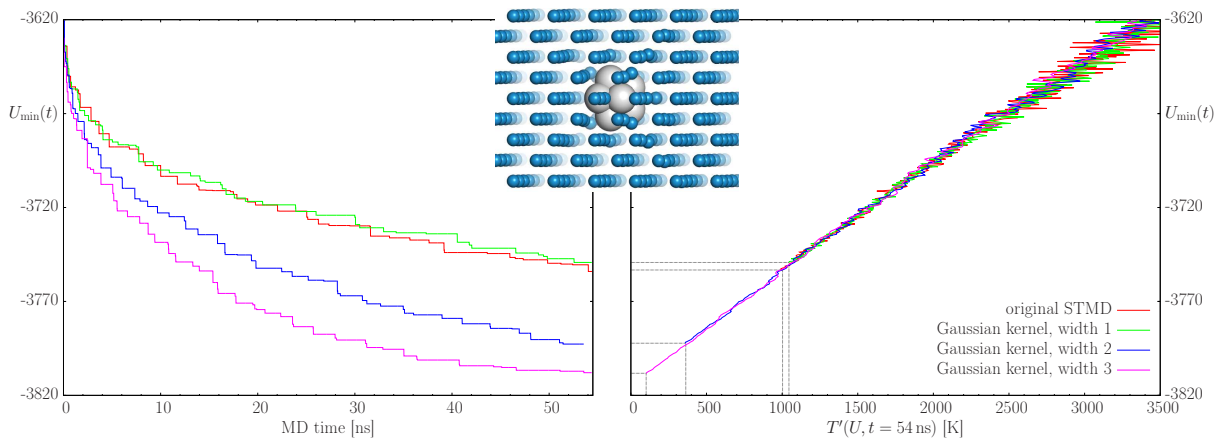 -3620
U_min(t)
-3720
-3770
-3820
0 10 20 30 40 50
MD time [ns]
-3620
U_min(t)
-3720
-3770
-3820
original STMD
Gaussian kernel, width 1
Gaussian kernel, width 2
Gaussian kernel, width 3
0 500 1000 1500 2000 2500 3000 3500
T′(U, t = 54 ns) [K]